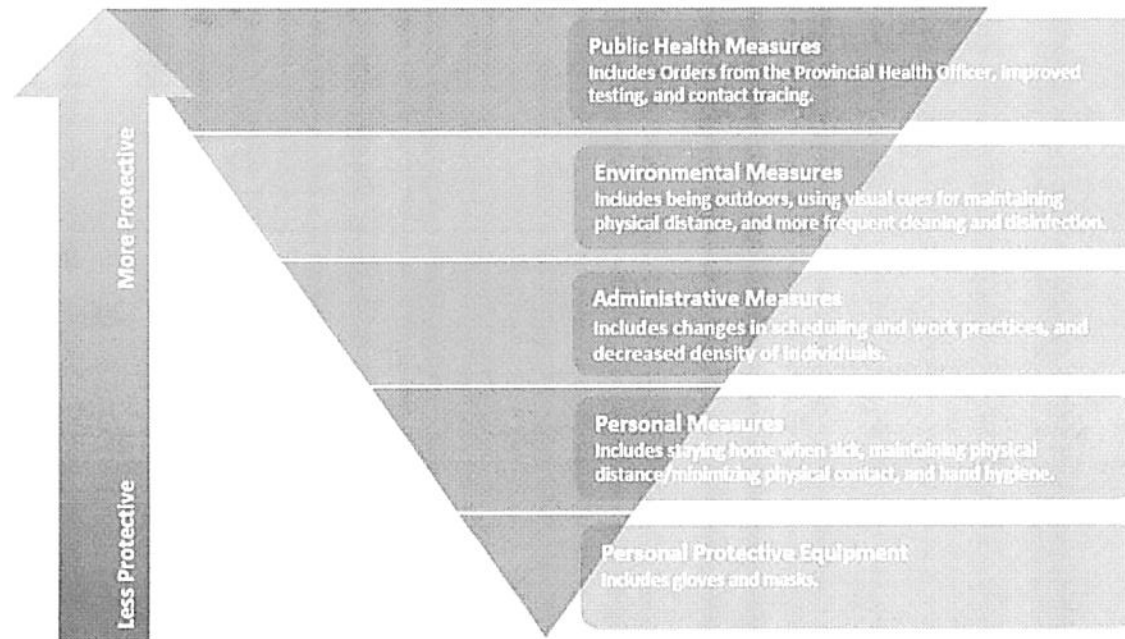 Public Health Measures
Includes Orders from the Provincial Health Officer, improved
testing, and contact tracing.
Environmental Measures
Includes being outdoors, using visual cues for maintaining
physical distance, and more frequent cleaning and disinfection.
Administrative Measures
Includes changes in scheduling and work practices, and
decreased density of individuals.
Personal Measures
Includes staying home when sick, maintaining physical
distance/minimizing physical contact, and hand hygiene.
Personal Protective Equipment
Includes gloves and masks.
More Protective
Less Protective